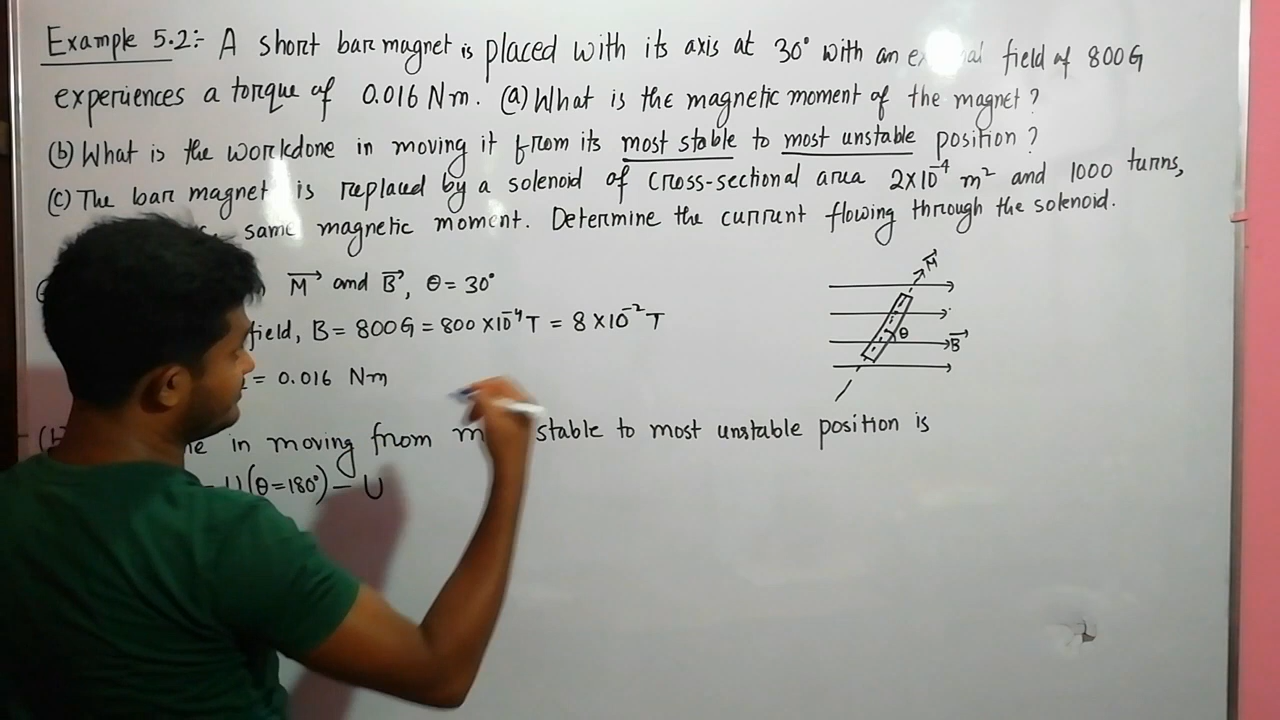 Example 5.2:- A short bar magnet is placed with its axis at 30° with an field of 800G
experiences a torque of 0.016 Nm. (a) What is the magnetic moment of the magnet?
(b) What is the workdone in moving it from its most stable to most unstable position?
(c) The bar magnet is replaced by a solenoid of cross-sectional area 2×10⁻⁴ m² and 1000 turns,
same magnetic moment. Determine the current flowing through the solenoid.
M⃗ and B⃗, θ = 30°
field, B = 800G = 800 ×10⁻⁴ T = 8 ×10⁻² T
= 0.016 Nm
in moving from stable to most unstable position is
= U(θ=180°) – U
M⃗
θ
B⃗